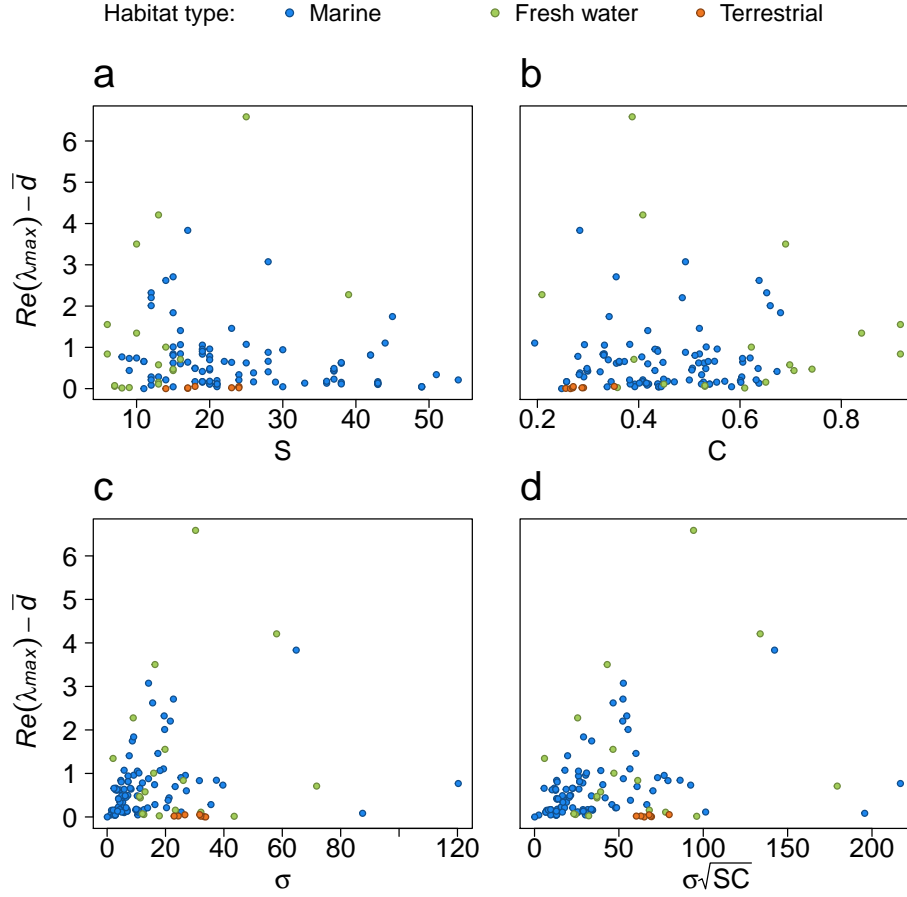 Habitat type: Marine Fresh water Terrestrial
a
b
6
5
4
3
2
1
0
Re(λmax) − d̅
10 20 30 40 50
0.2 0.4 0.6 0.8
S
C
c
d
6
5
4
3
2
1
0
Re(λmax) − d̅
0 20 40 60 80 120
0 50 100 150 200
σ
σ√SC